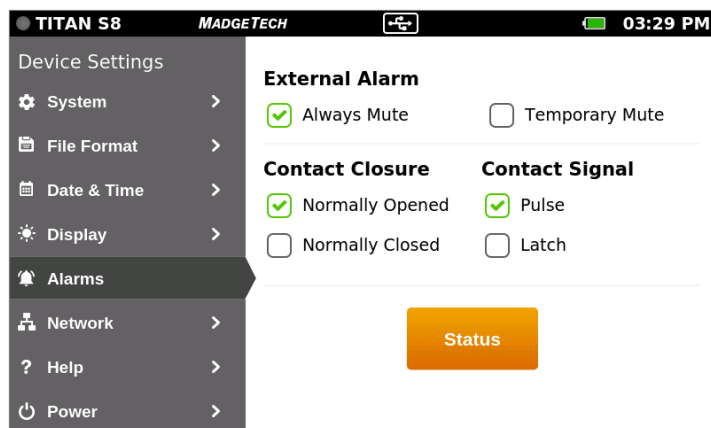 TITAN S8 MADGETECH 03:29 PM
Device Settings
System
File Format
Date & Time
Display
Alarms
Network
? Help
Power
External Alarm
Always Mute Temporary Mute
Contact Closure Contact Signal
Normally Opened Pulse
Normally Closed Latch
Status